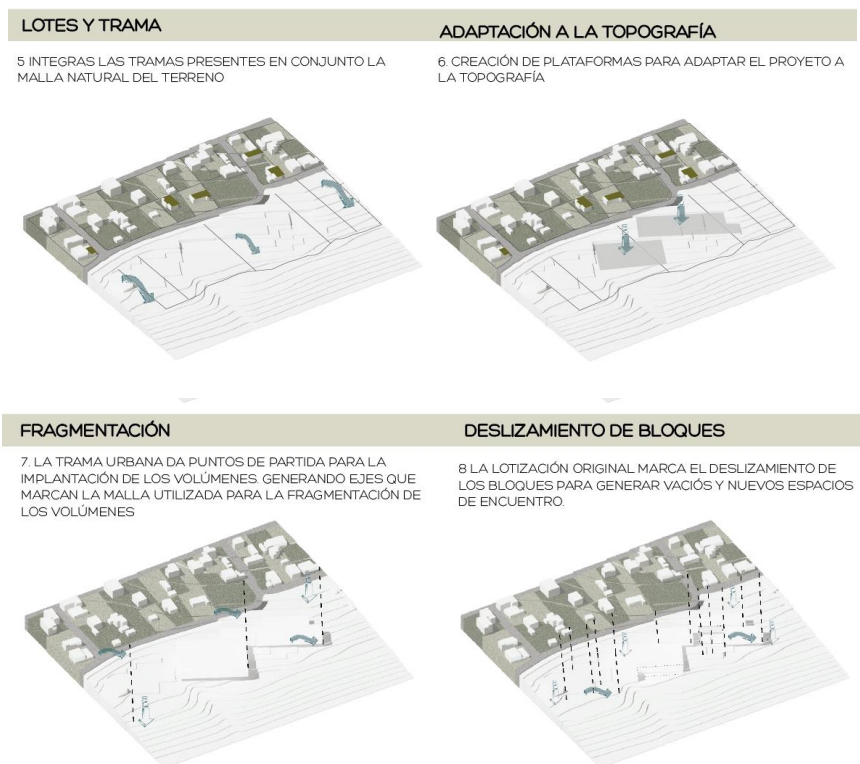 LOTES Y TRAMA
5 INTEGRAS LAS TRAMAS PRESENTES EN CONJUNTO LA
MALLA NATURAL DEL TERRENO
ADAPTACIÓN A LA TOPOGRAFÍA
6. CREACIÓN DE PLATAFORMAS PARA ADAPTAR EL PROYETO A
LA TOPOGRAFÍA
FRAGMENTACIÓN
7. LA TRAMA URBANA DA PUNTOS DE PARTIDA PARA LA
IMPLANTACIÓN DE LOS VOLÚMENES. GENERANDO EJES QUE
MARCAN LA MALLA UTILIZADA PARA LA FRAGMENTACIÓN DE
LOS VOLÚMENES
DESLIZAMIENTO DE BLOQUES
8 LA LOTIZACIÓN ORIGINAL MARCA EL DESLIZAMIENTO DE
LOS BLOQUES PARA GENERAR VACIÓS Y NUEVOS ESPACIOS
DE ENCUENTRO.